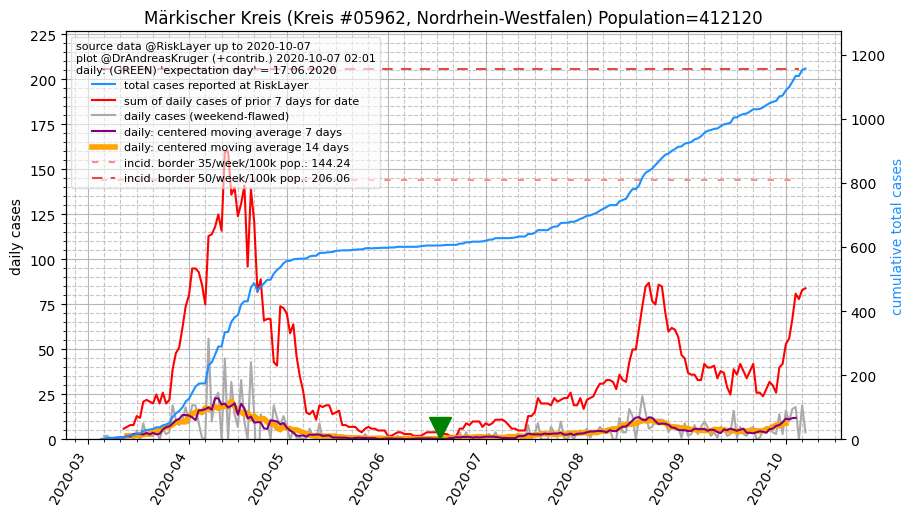 Märkischer Kreis (Kreis #05962, Nordrhein-Westfalen) Population=412120
source data @RiskLayer up to 2020-10-07
plot @DrAndreasKruger (+contrib.) 2020-10-07 02:01
daily: (GREEN) 'expectation day' = 17.06.2020
total cases reported at RiskLayer
sum of daily cases of prior 7 days for date
daily cases (weekend-flawed)
daily: centered moving average 7 days
daily: centered moving average 14 days
incid. border 35/week/100k pop.: 144.24
incid. border 50/week/100k pop.: 206.06
daily cases
225
200
175
150
125
100
75
50
25
0
cumulative total cases
1200
1000
800
600
400
200
0
2020-03
2020-04
2020-05
2020-06
2020-07
2020-08
2020-09
2020-10